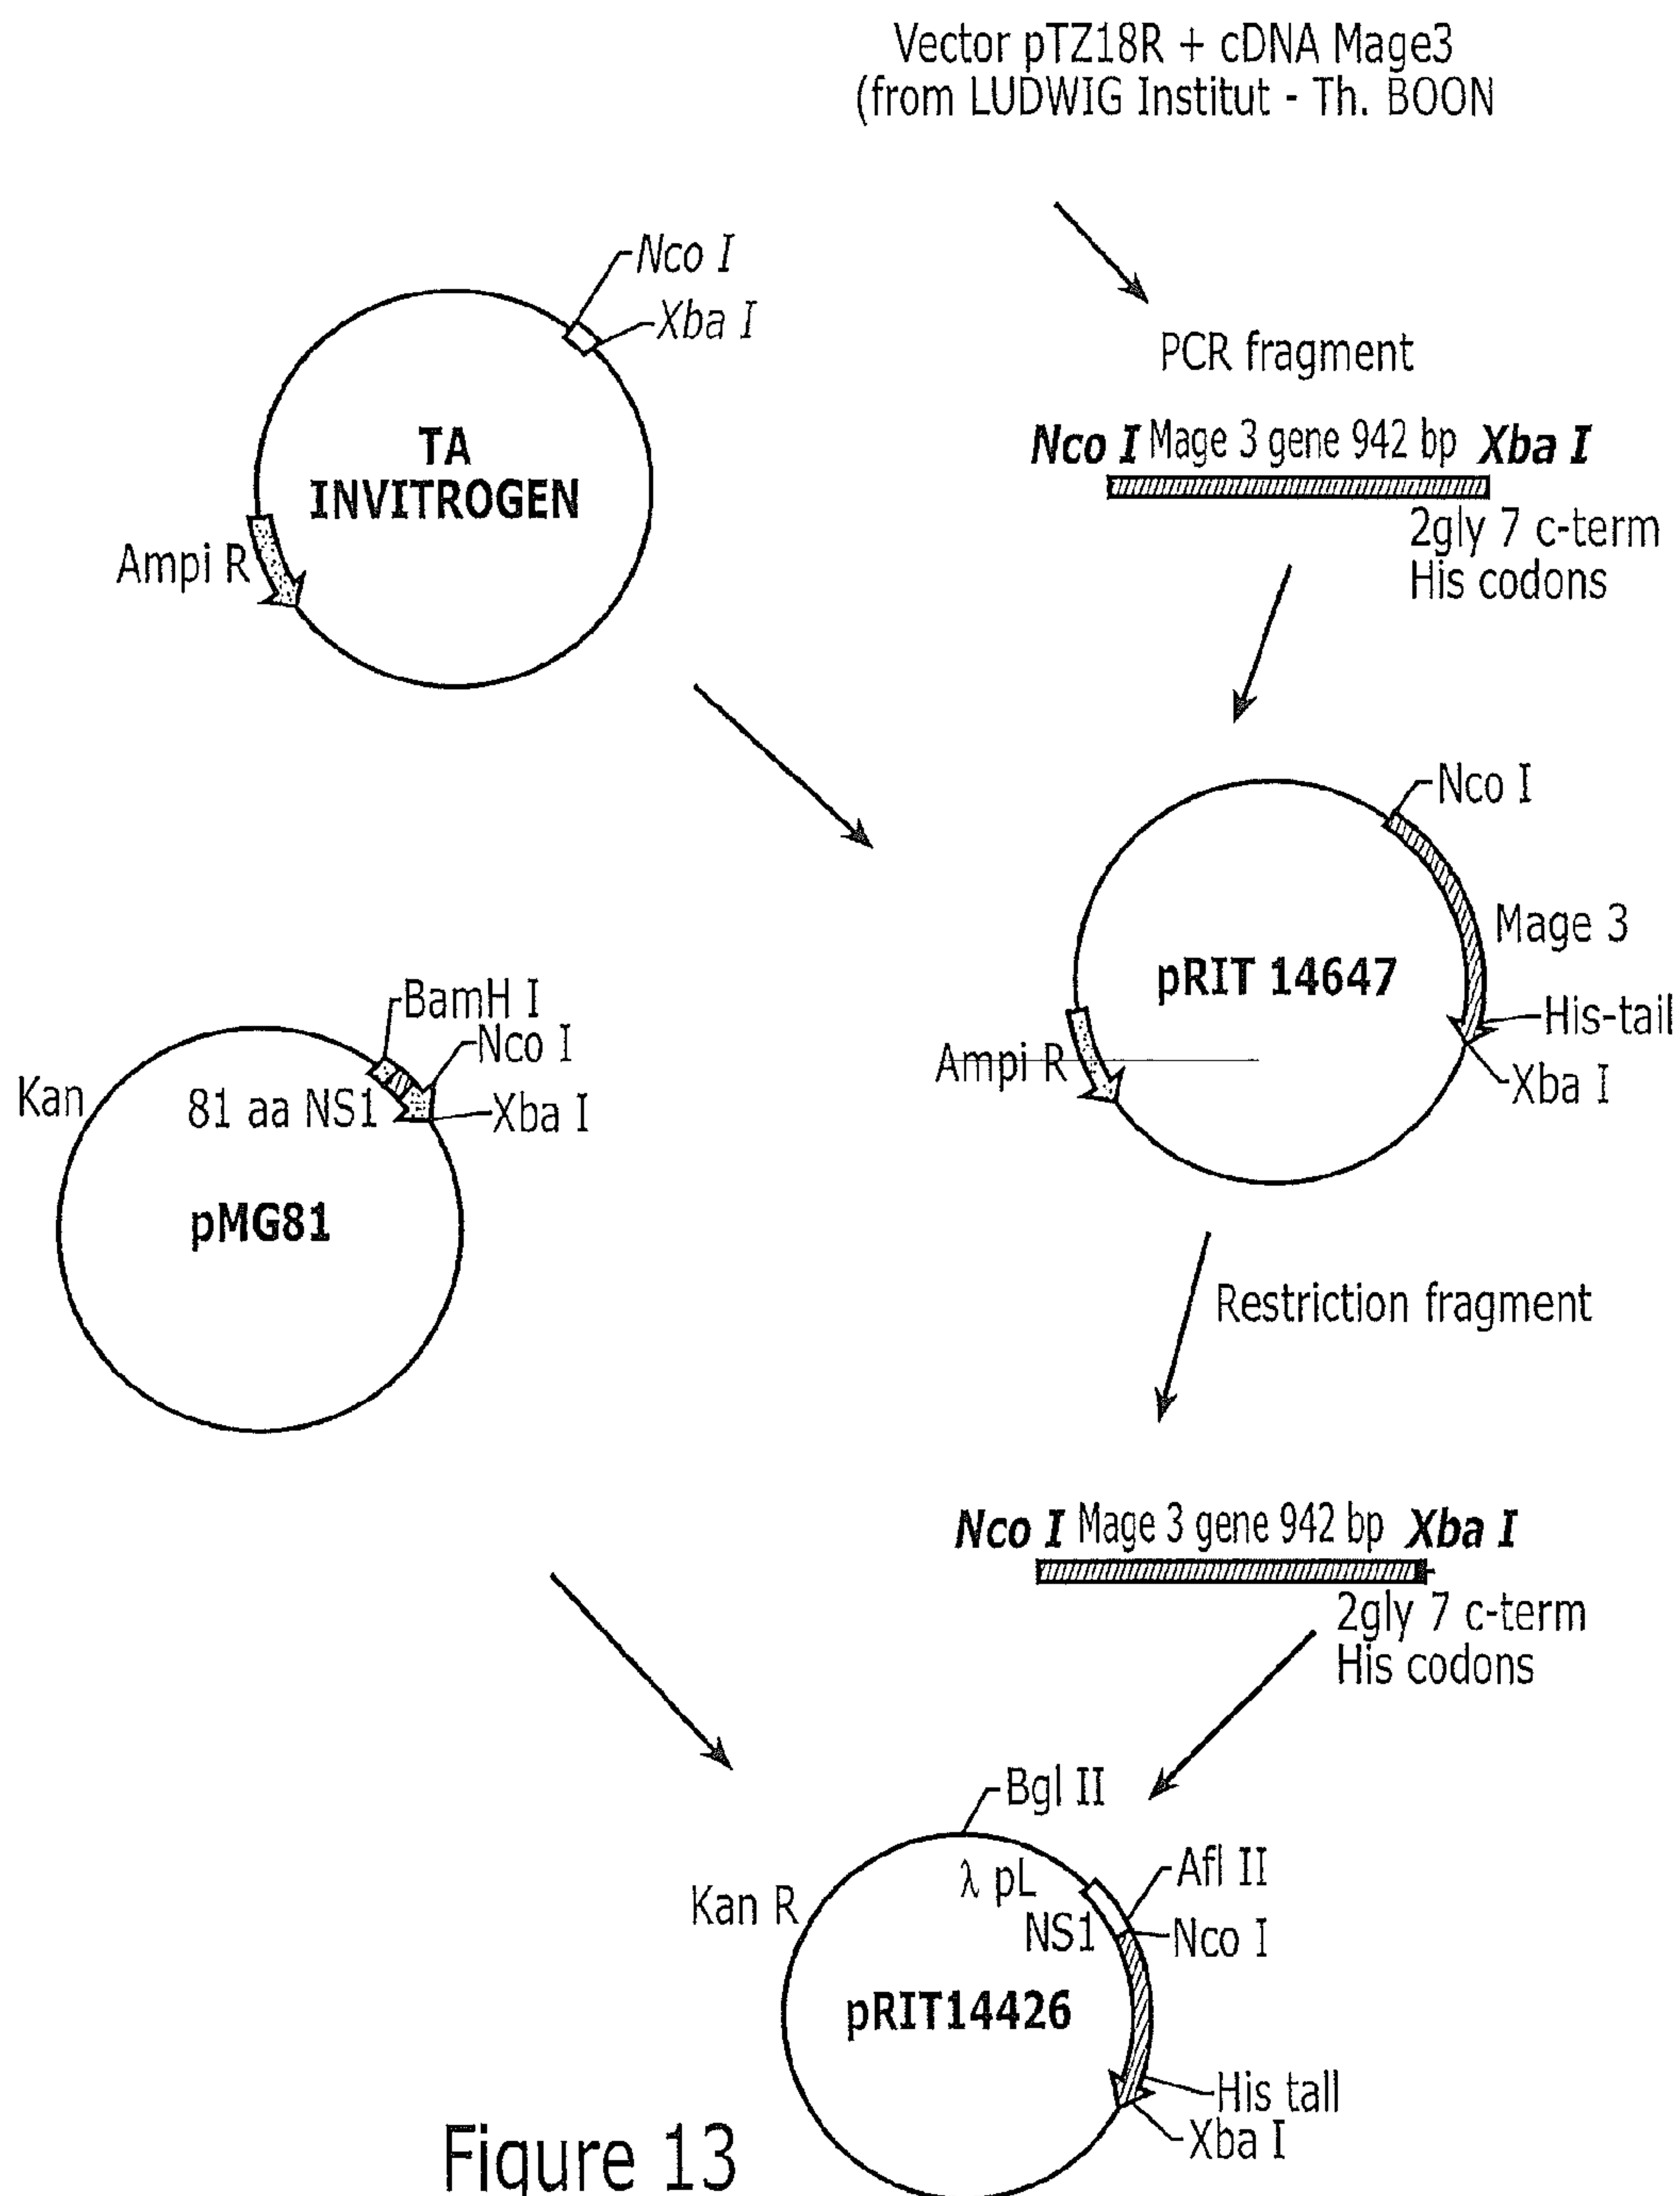 Vector pTZ18R + cDNA Mage3
(from LUDWIG Institut - Th. BOON
Nco I
Xba I
TA
INVITROGEN
Ampi R
PCR fragment
Nco I Mage 3 gene 942 bp Xba I
2gly 7 c-term
His codons
Nco I
Mage 3
pRIT 14647
His-tail
Ampi R
Xba I
BamH I
Nco I
Kan
81 aa NS1
Xba I
pMG81
Restriction fragment
Nco I Mage 3 gene 942 bp Xba I
2gly 7 c-term
His codons
Bgl II
λ pL
Afl II
Kan R
NS1
Nco I
pRIT14426
His tall
Xba I
Figure 13